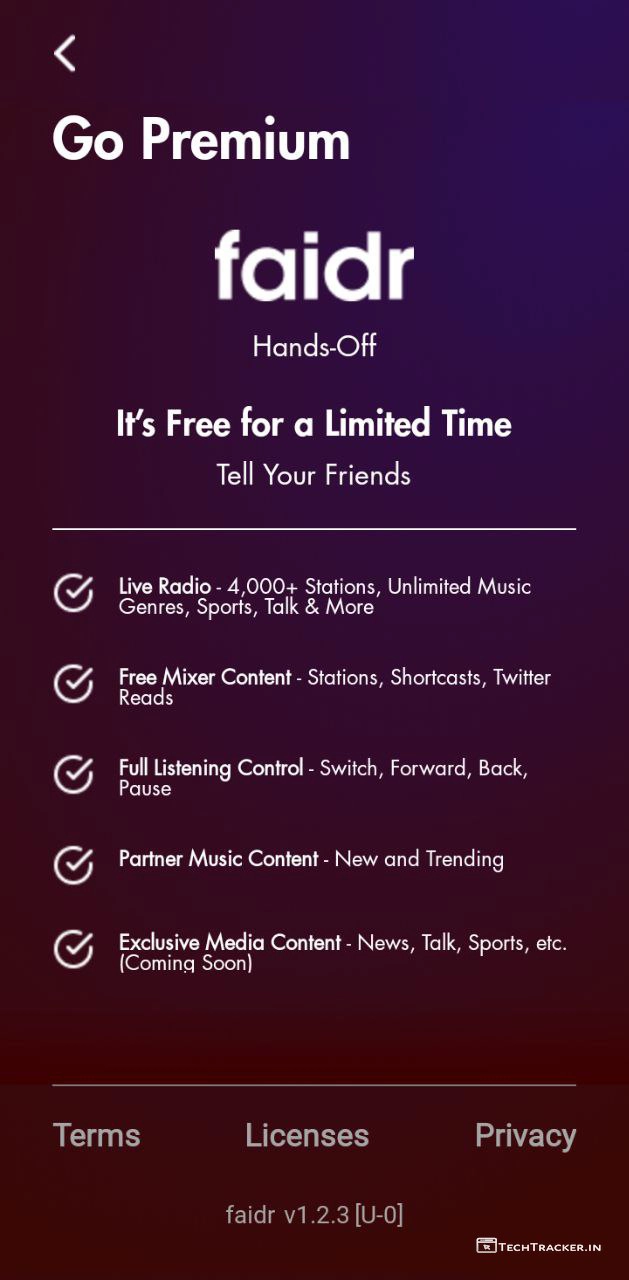 Go Premium
faidr
Hands-Off
It's Free for a Limited Time
Tell Your Friends
Live Radio - 4,000+ Stations, Unlimited Music
Genres, Sports, Talk & More
Free Mixer Content - Stations, Shortcasts, Twitter
Reads
Full Listening Control - Switch, Forward, Back,
Pause
Partner Music Content - New and Trending
Exclusive Media Content - News, Talk, Sports, etc.
(Coming Soon)
Terms Licenses Privacy
faidr v1.2.3 [U-0]
TechTracker.in